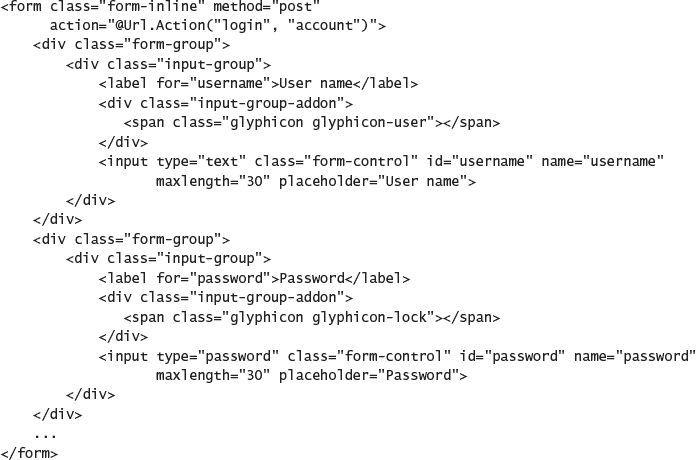 <form class="form-inline" method="post"
      action="@Url.Action("login", "account")">
    <div class="form-group">
        <div class="input-group">
            <label for="username">User name</label>
            <div class="input-group-addon">
               <span class="glyphicon glyphicon-user"></span>
            </div>
            <input type="text" class="form-control" id="username" name="username"
                   maxlength="30" placeholder="User name">
        </div>
    </div>
    <div class="form-group">
        <div class="input-group">
            <label for="password">Password</label>
            <div class="input-group-addon">
               <span class="glyphicon glyphicon-lock"></span>
            </div>
            <input type="password" class="form-control" id="password" name="password"
                   maxlength="30" placeholder="Password">
        </div>
    </div>
    ...
</form>